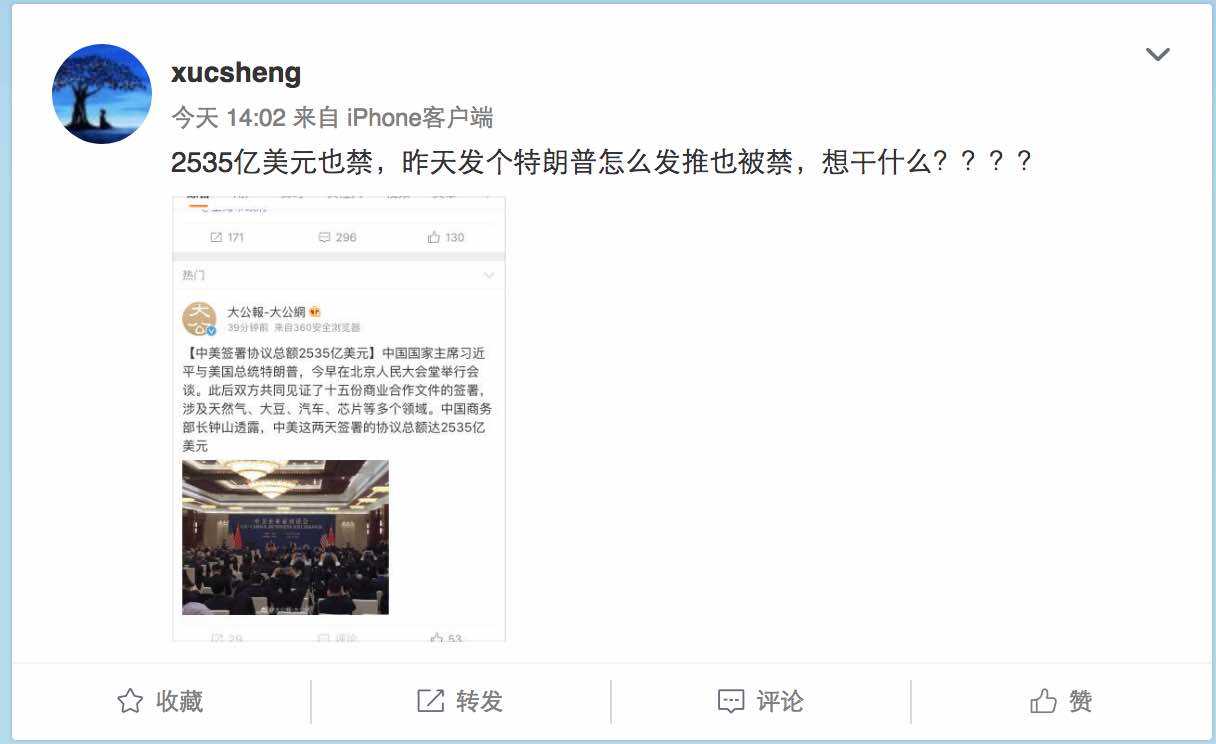 xucsheng
今天 14:02 来自 iPhone客户端
2535亿美元也禁，昨天发个特朗普怎么发推也被禁，想干什么？？？？
171
296
130
热门
大公報-大公網
39分钟前 来自360安全浏览器
【中美签署协议总额2535亿美元】中国国家主席习近
平与美国总统特朗普，今早在北京人民大会堂举行会
谈。此后双方共同见证了十五份商业合作文件的签署，
涉及天然气、大豆、汽车、芯片等多个领域。中国商务
部长钟山透露，中美这两天签署的协议总额达2535亿
美元
29
评论
53
收藏
转发
评论
赞